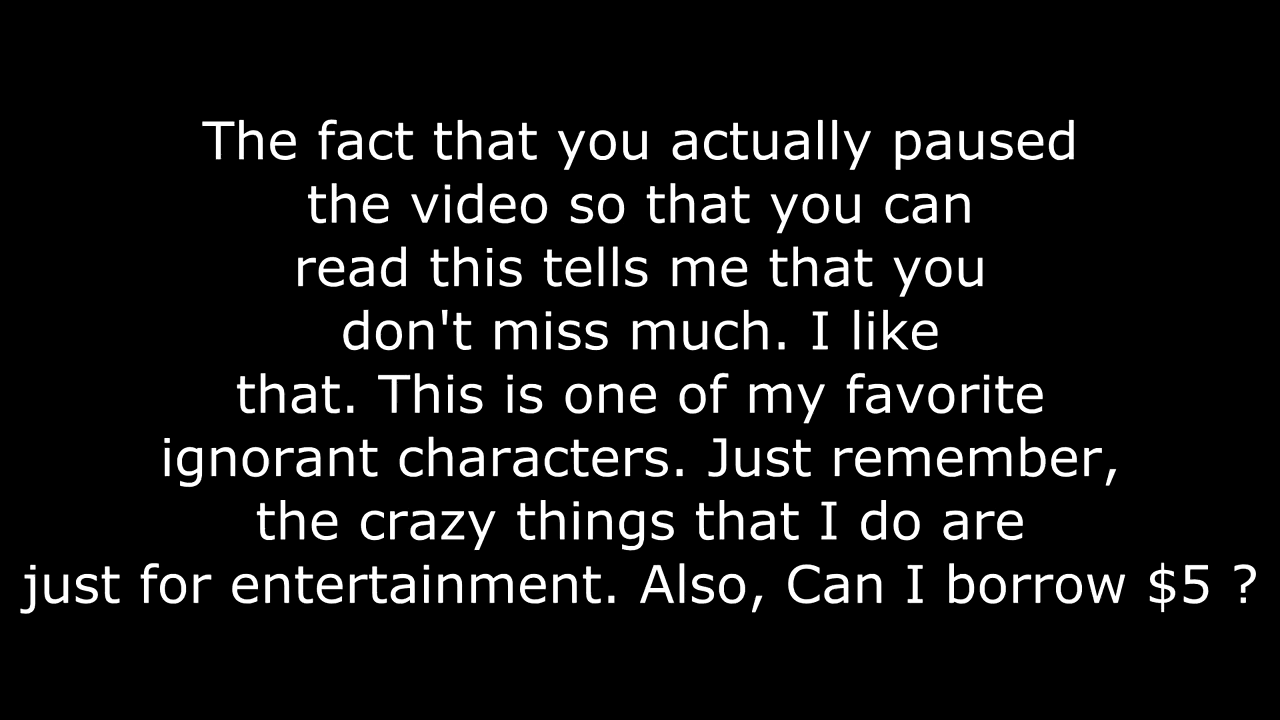 The fact that you actually paused
the video so that you can
read this tells me that you
don't miss much. I like
that. This is one of my favorite
ignorant characters. Just remember,
the crazy things that I do are
just for entertainment. Also, Can I borrow $5 ?